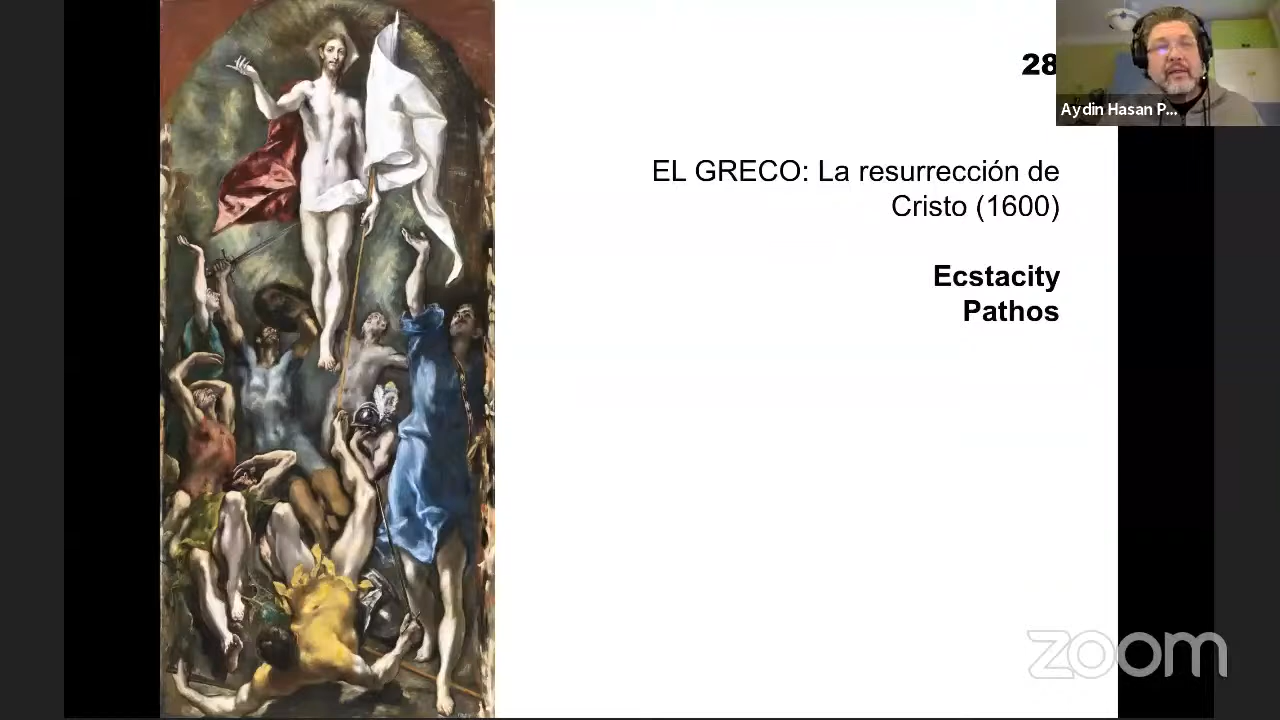 28
Aydin Hasan P...
EL GRECO: La resurrección de
Cristo (1600)
Ecstacity
Pathos
zoom